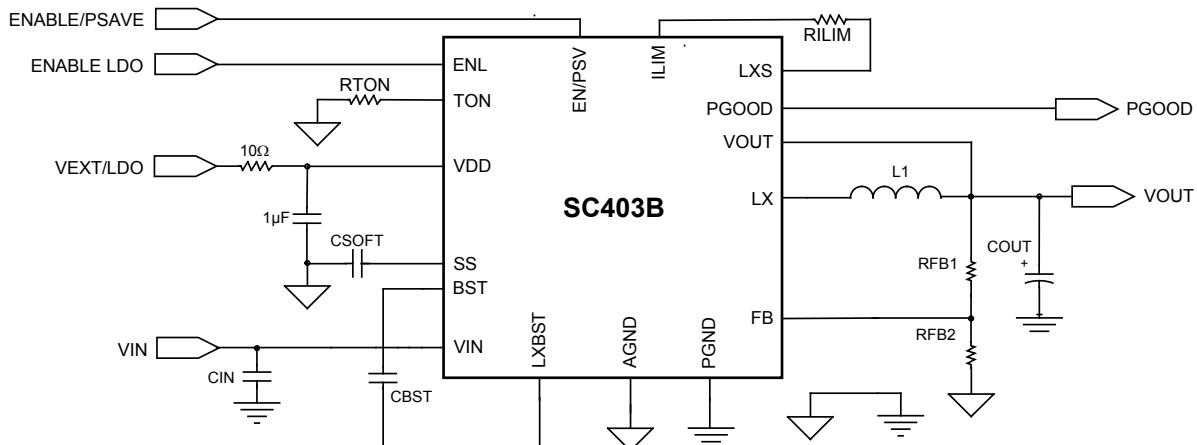 ENABLE/PSAVE
ENABLE LDO
ENL
EN/PSV
ILIM
RILIM
LXS
RTON
TON
PGOOD
PGOOD
VEXT/LDO
10Ω
VDD
VOUT
L1
LX
VOUT
SC403B
1µF
CSOFT
SS
BST
RFB1
COUT
+
FB
RFB2
VIN
VIN
CIN
CBST
LXBST
AGND
PGND